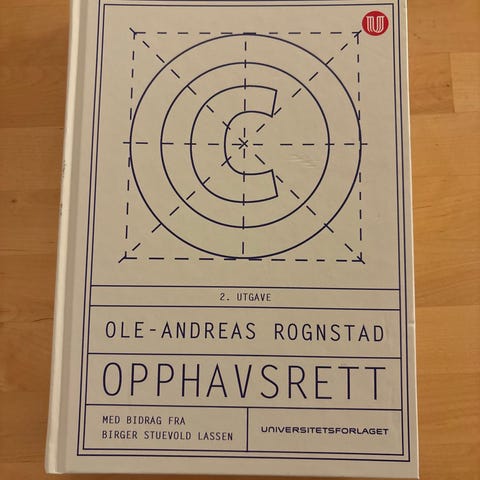 U
C
2. UTGAVE
OLE-ANDREAS ROGNSTAD
OPPHAVSRETT
MED BIDRAG FRA
BIRGER STUEVOLD LASSEN
UNIVERSITETSFORLAGET